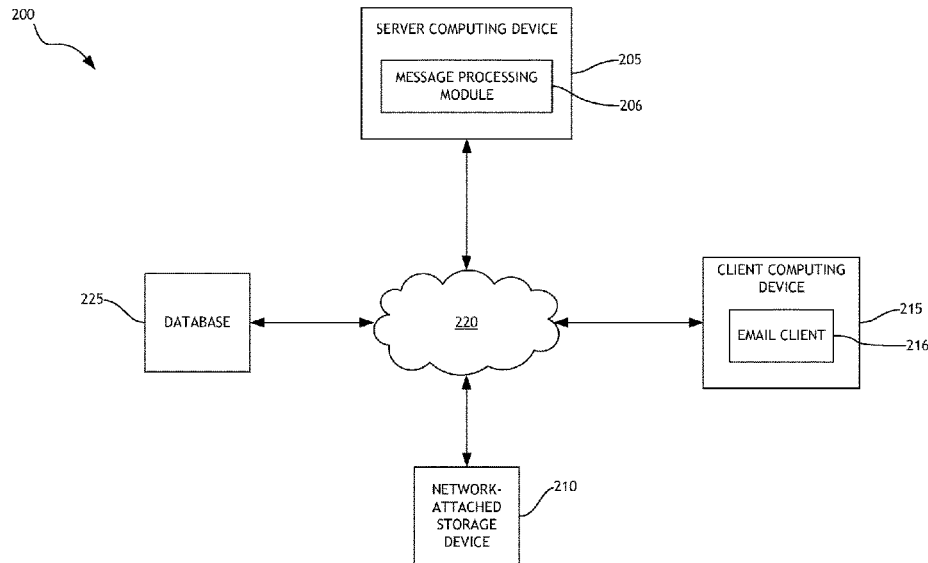 200
SERVER COMPUTING DEVICE
MESSAGE PROCESSING
MODULE
205
206
225
DATABASE
220
CLIENT COMPUTING
DEVICE
EMAIL CLIENT
215
216
NETWORK-
ATTACHED
STORAGE
DEVICE
210